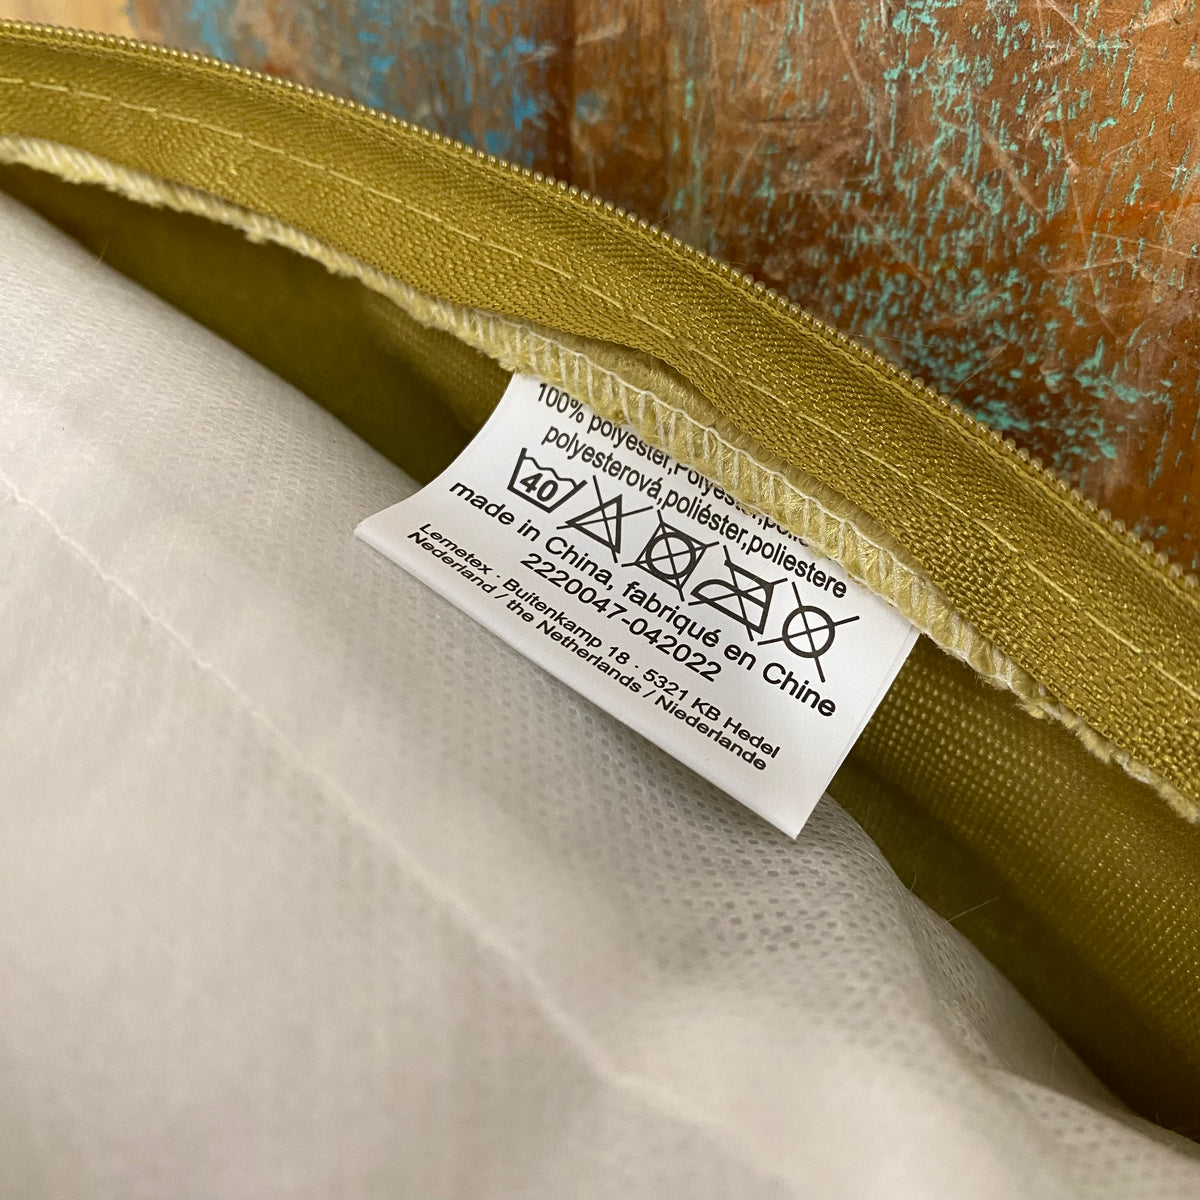 100% polyester, Polyester,
polyesterová,poliéster,poliestere
40
made in China, fabriqué en Chine
2220047-042022
Lemetex · Buitenkamp 18 · 5321 KB Hedel
Nederland / the Netherlands / Niederlande